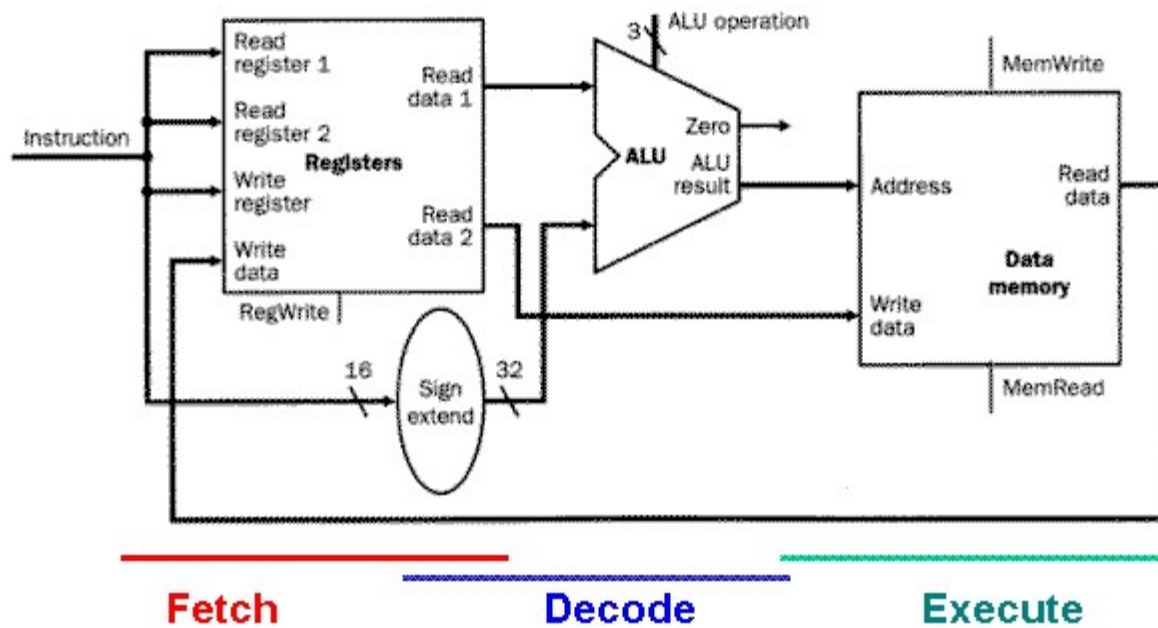 3
ALU operation
Read
register 1
Read
data 1
MemWrite
Read
register 2
Zero
Instruction
Registers
ALU
ALU
result
Write
register
Address
Read
data
Read
data 2
Write
data
Data
memory
RegWrite
Write
data
16
32
Sign
extend
MemRead
Fetch
Decode
Execute